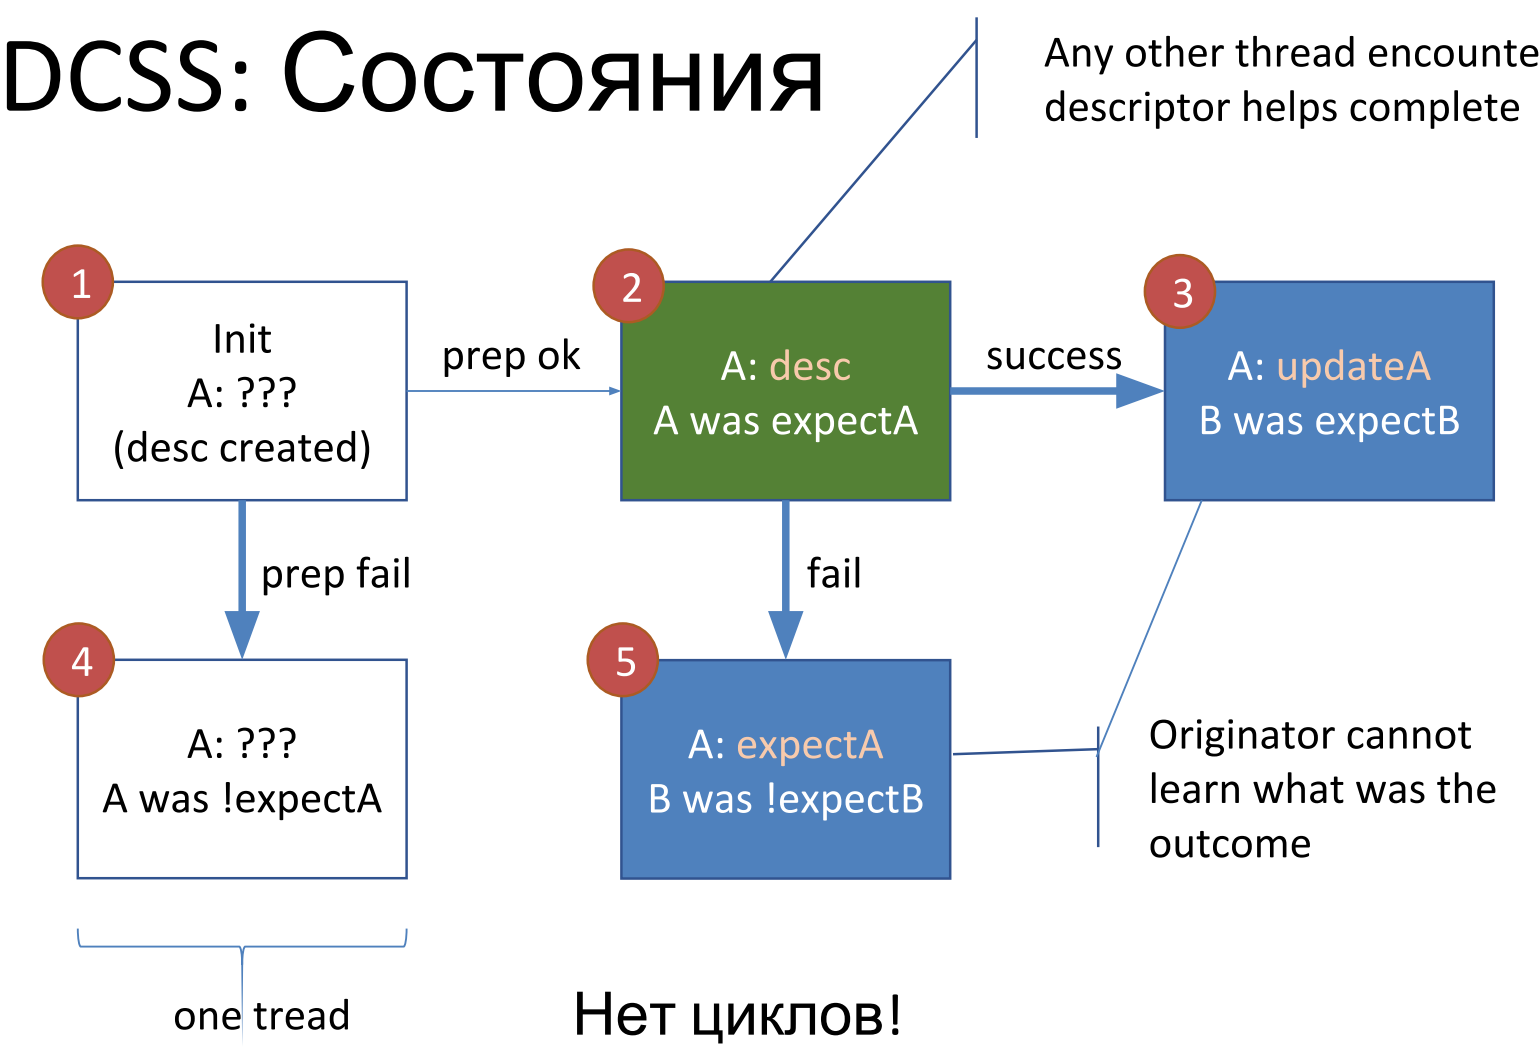 DCSS: Состояния
Any other thread encounte
descriptor helps complete
1
Init
A: ???
(desc created)
prep ok
2
A: desc
A was expectA
success
3
A: updateA
B was expectB
prep fail
fail
4
A: ???
A was !expectA
5
A: expectA
B was !expectB
Originator cannot
learn what was the
outcome
one tread
Нет циклов!